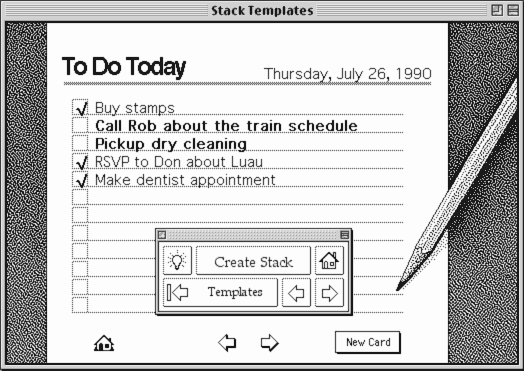 Stack Templates
To Do Today
Thursday, July 26, 1990
Buy stamps
Call Rob about the train schedule
Pickup dry cleaning
RSVP to Don about Luau
Make dentist appointment
Create Stack
Templates
New Card